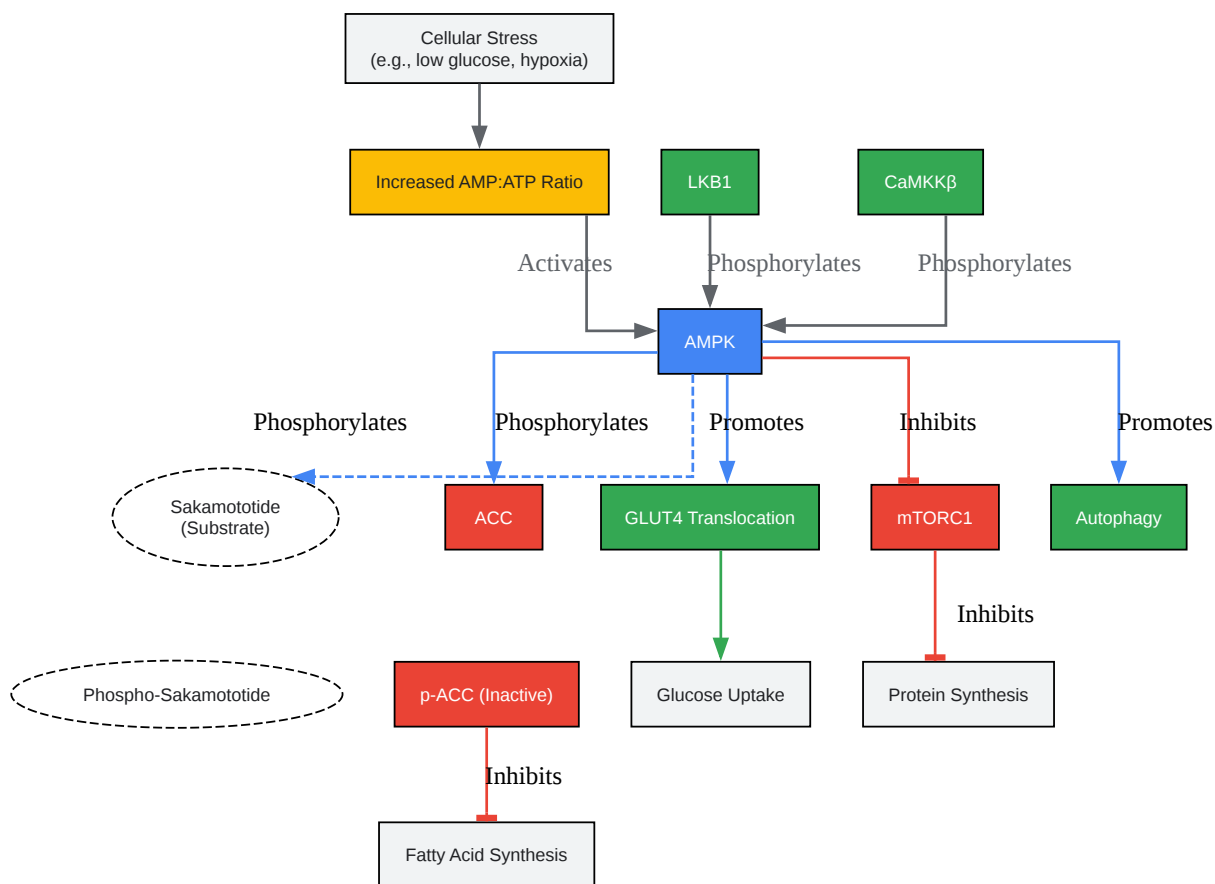 Cellular Stress
(e.g., low glucose, hypoxia)
Increased AMP:ATP Ratio
LKB1
CaMKKβ
Activates
Phosphorylates
Phosphorylates
AMPK
Phosphorylates
Phosphorylates
Promotes
Inhibits
Promotes
Sakamototide
(Substrate)
ACC
GLUT4 Translocation
mTORC1
Autophagy
Inhibits
Phospho-Sakamototide
p-ACC (Inactive)
Glucose Uptake
Protein Synthesis
Inhibits
Fatty Acid Synthesis